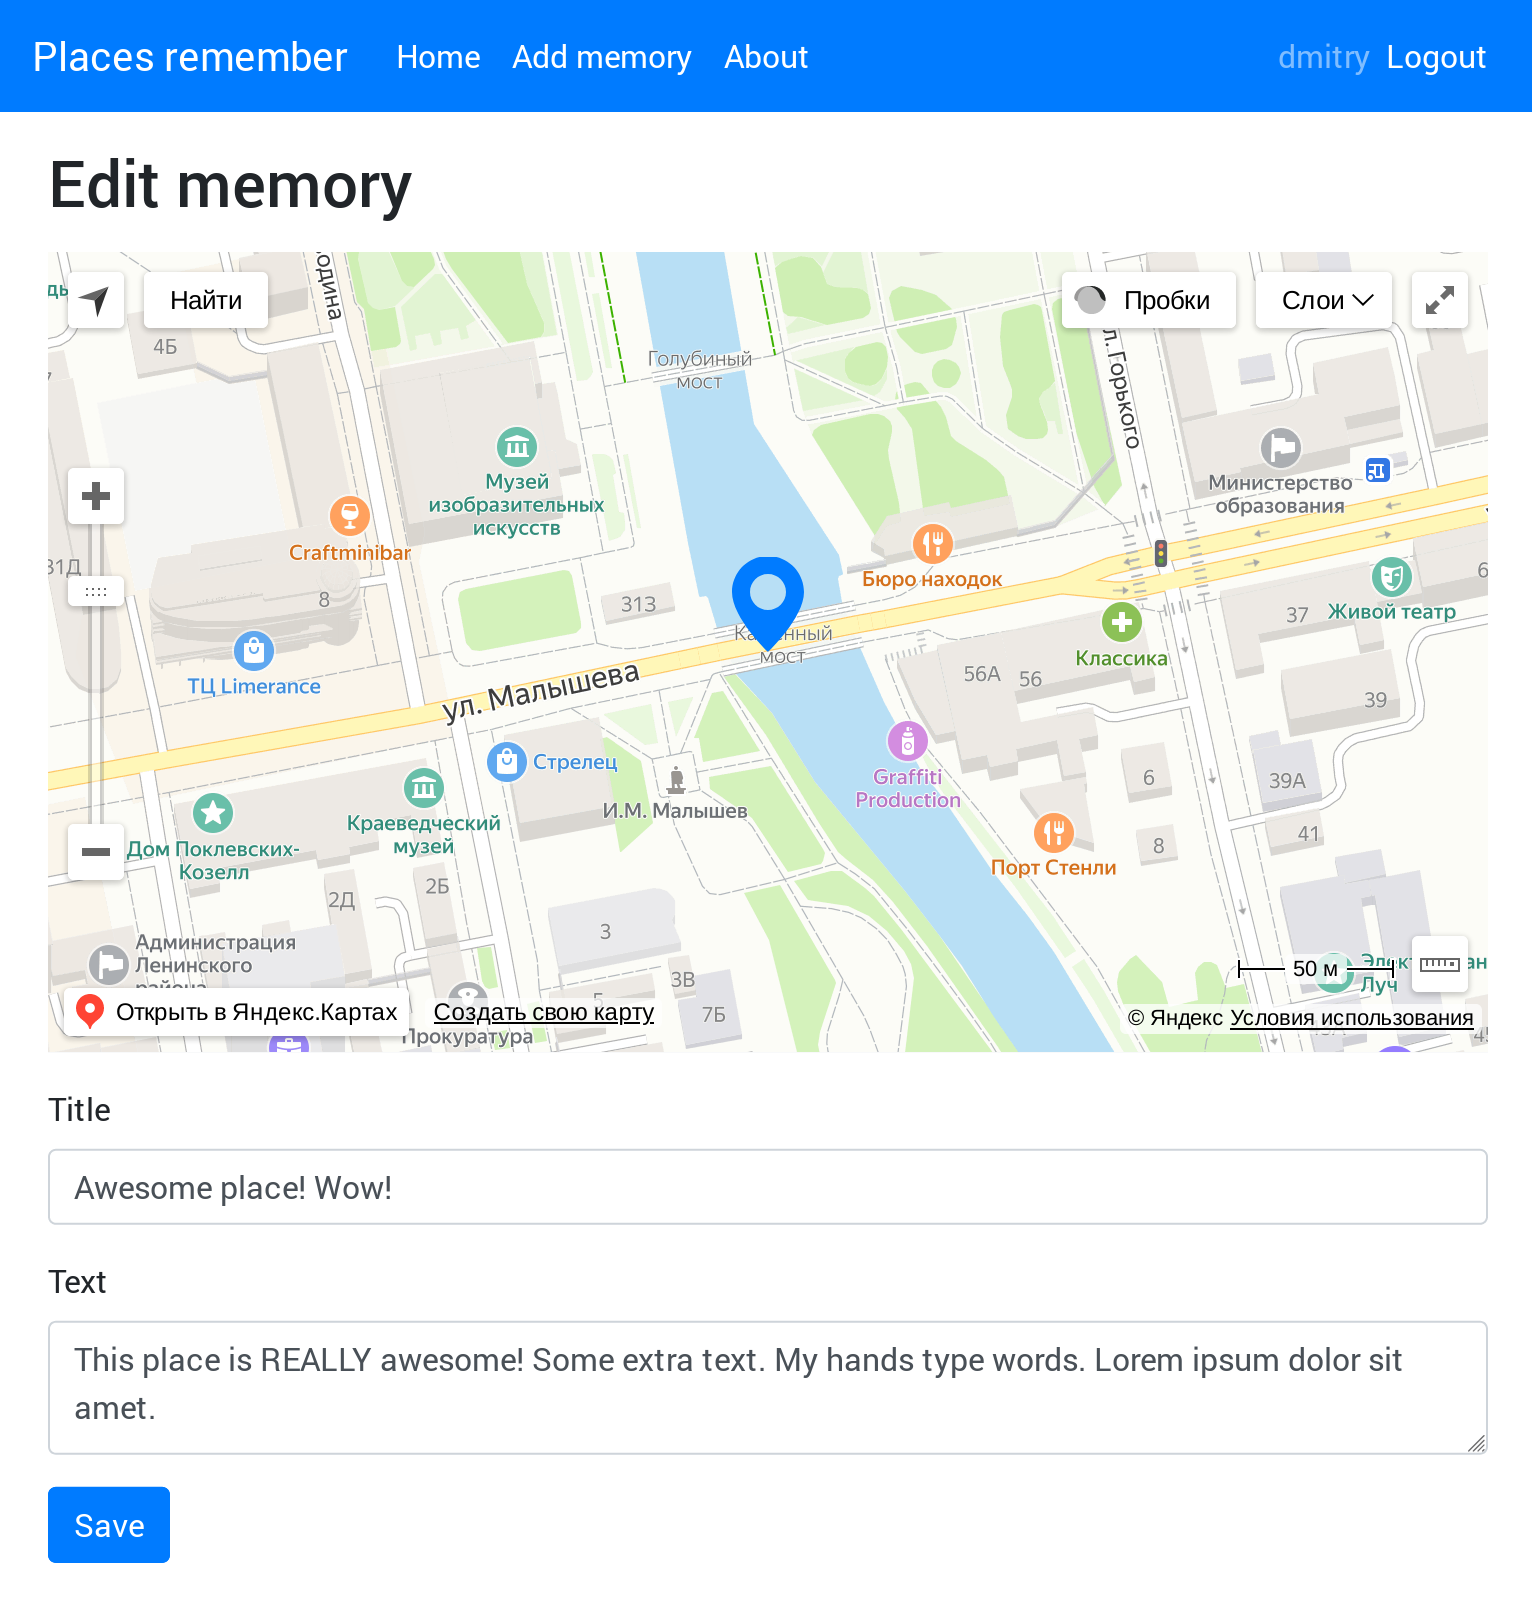 Places remember Home Add memory About dmitry Logout
Edit memory
Найти
Пробки
Слои
4Б
Голубиный
мост
л. Горького
Музей
изобразительных
искусств
Министерство
образования
Craftminibar
Бюро находок
31Д
8
313
37
6
Живой театр
Классика
мост
ТЦ Limerance
ул. Малышева
56А
56
39
Стрелец
Graffiti
Production
6
39А
И.М. Малышев
Краеведческий
музей
41
8
Дом Поклевских-
Козелл
Порт Стенли
2Д
2Б
3
Администрация
Ленинского
района
3В
5
7Б
50 м
Луч
Открыть в Яндекс.Картах
Создать свою карту
Прокуратура
© Яндекс Условия использования
Title
Awesome place! Wow!
Text
This place is REALLY awesome! Some extra text. My hands type words. Lorem ipsum dolor sit
amet.
Save